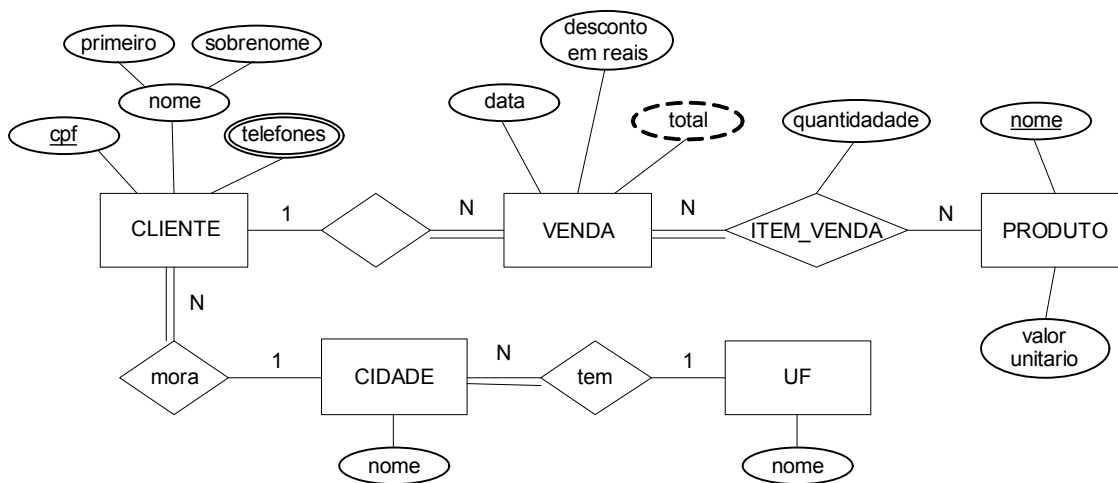 primeiro
sobrenome
desconto
em reais
nome
data
cpf
telefones
total
quantidadade
nome
CLIENTE
1
N
VENDA
N
ITEM_VENDA
N
PRODUTO
N
mora
1
CIDADE
N
tem
1
UF
valor
unitario
nome
nome